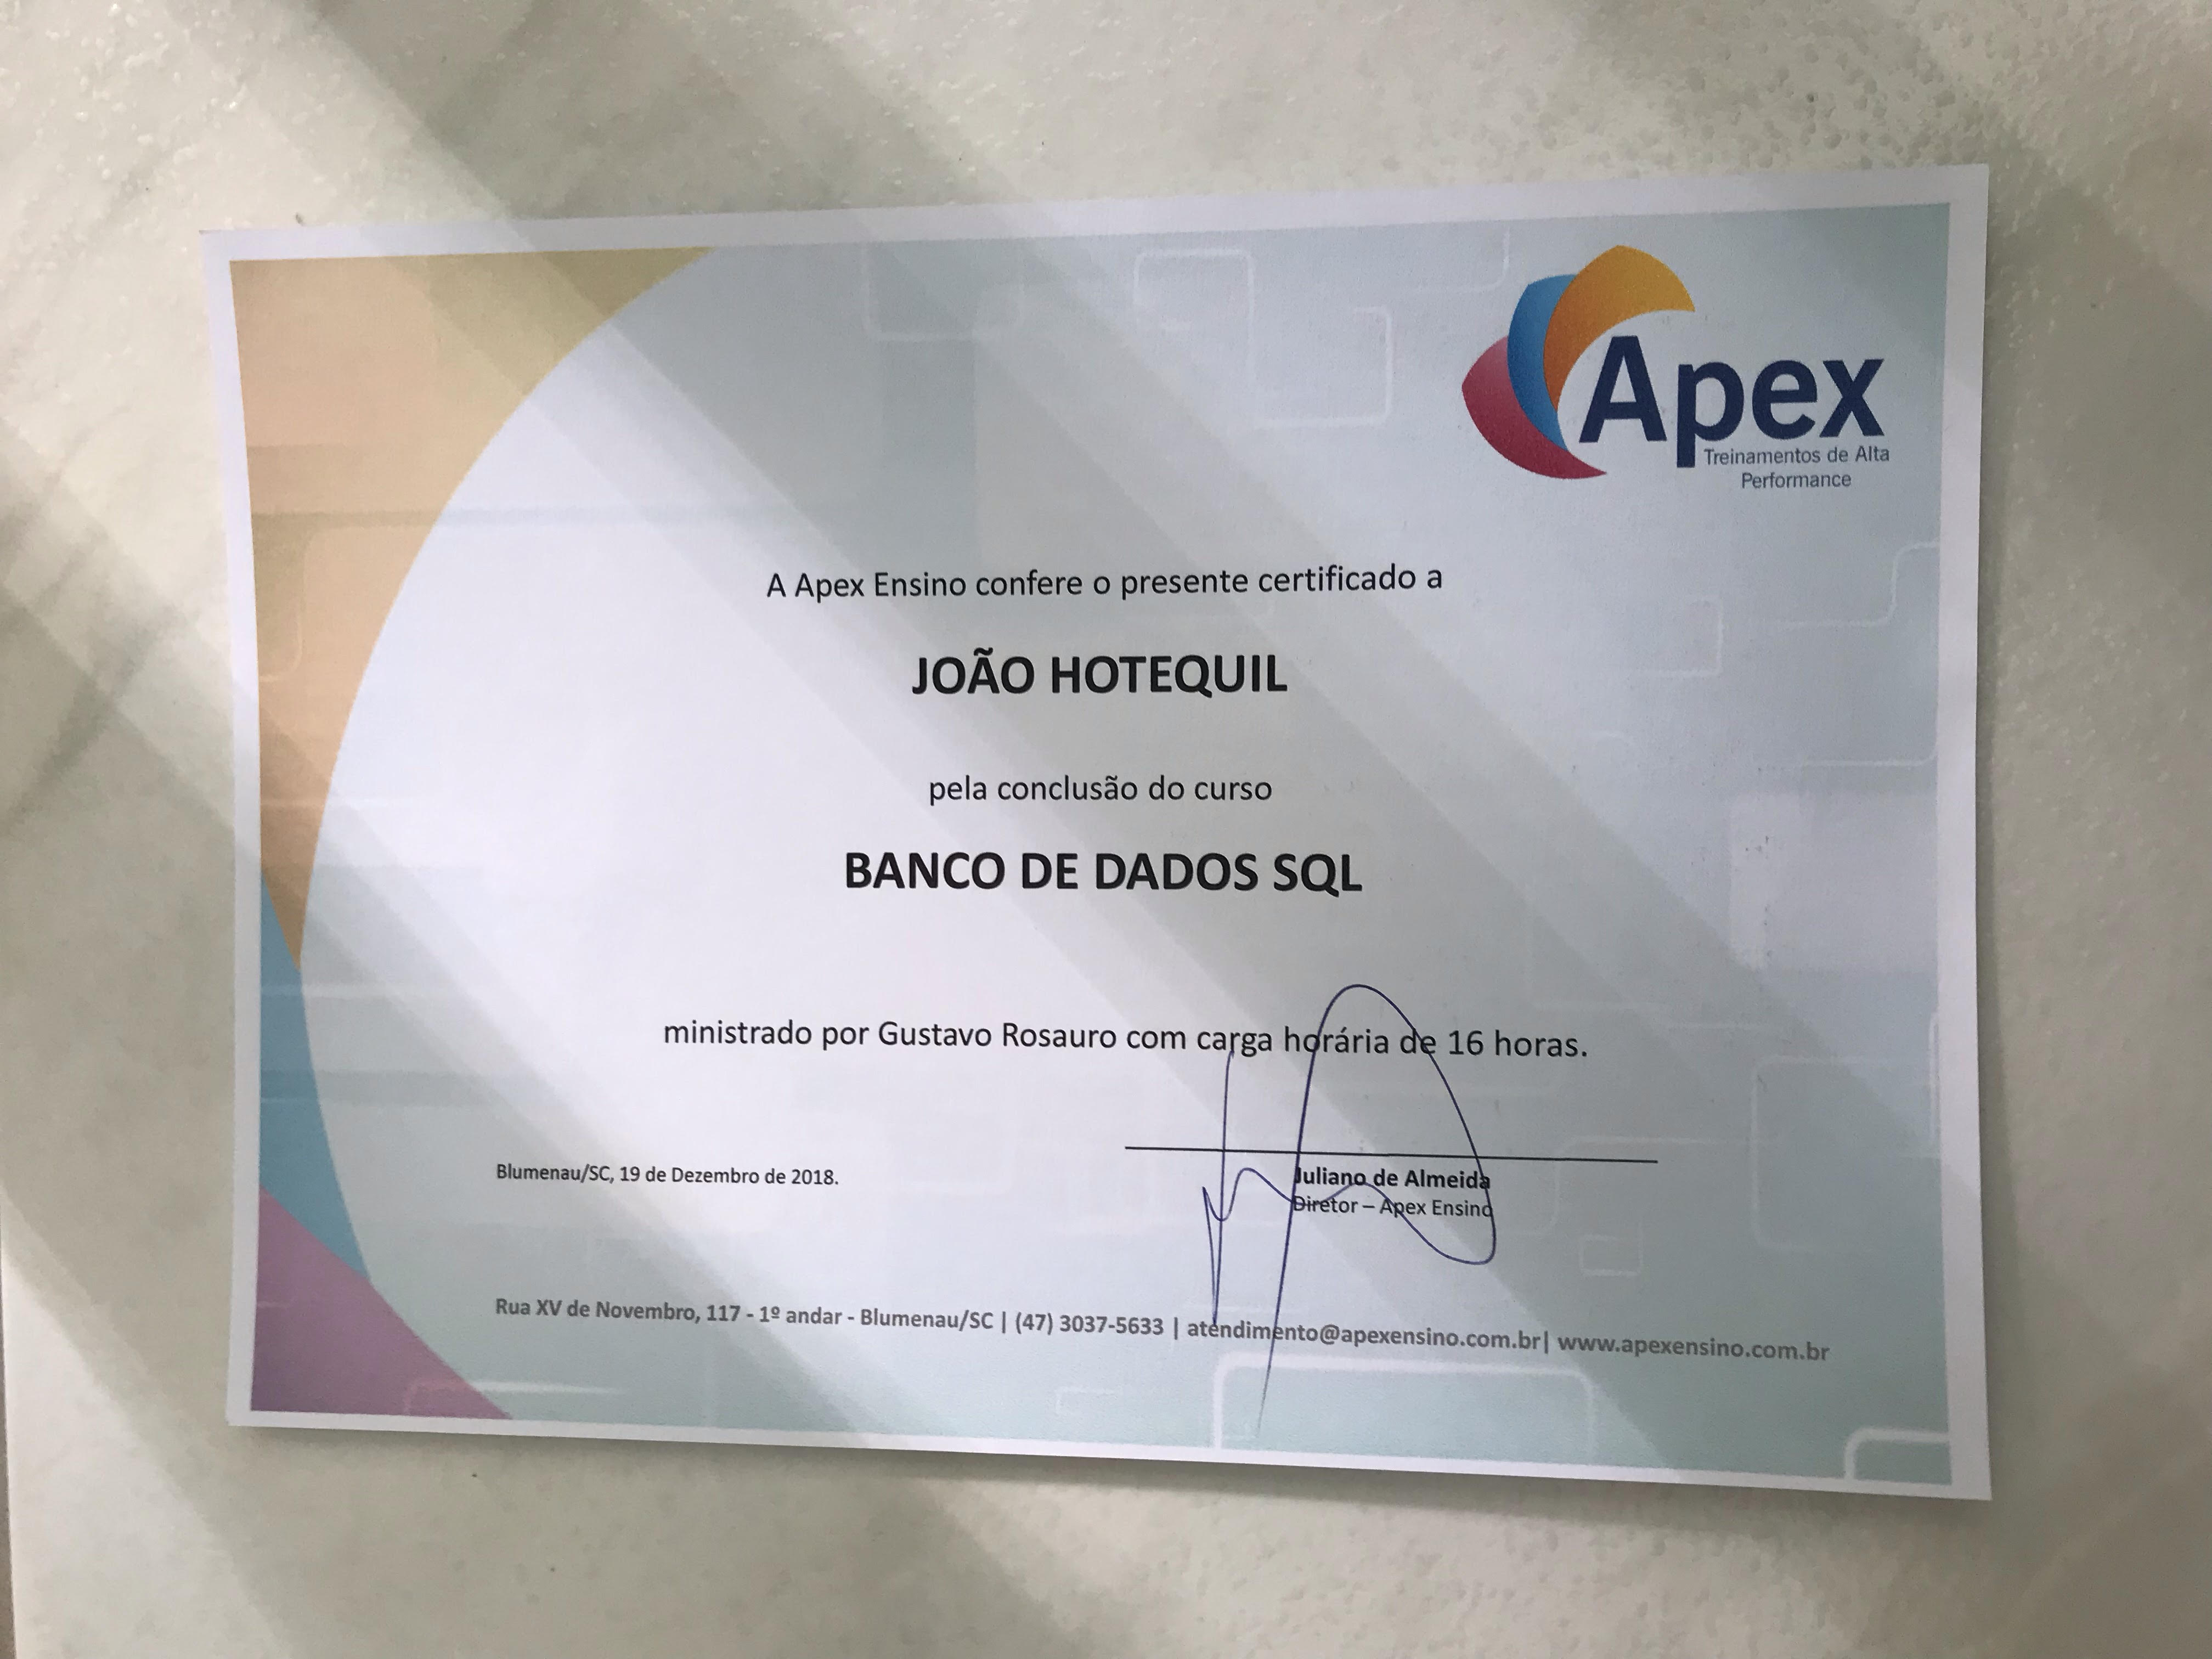 Apex
Treinamentos de Alta
Performance
A Apex Ensino confere o presente certificado a
JOÃO HOTEQUIL
pela conclusão do curso
BANCO DE DADOS SQL
ministrado por Gustavo Rosauro com carga horária de 16 horas.
Blumenau/SC, 19 de Dezembro de 2018.
Juliano de Almeida
Diretor – Apex Ensino
Rua XV de Novembro, 117 - 1º andar - Blumenau/SC | (47) 3037-5633 | atendimento@apexensino.com.br| www.apexensino.com.br